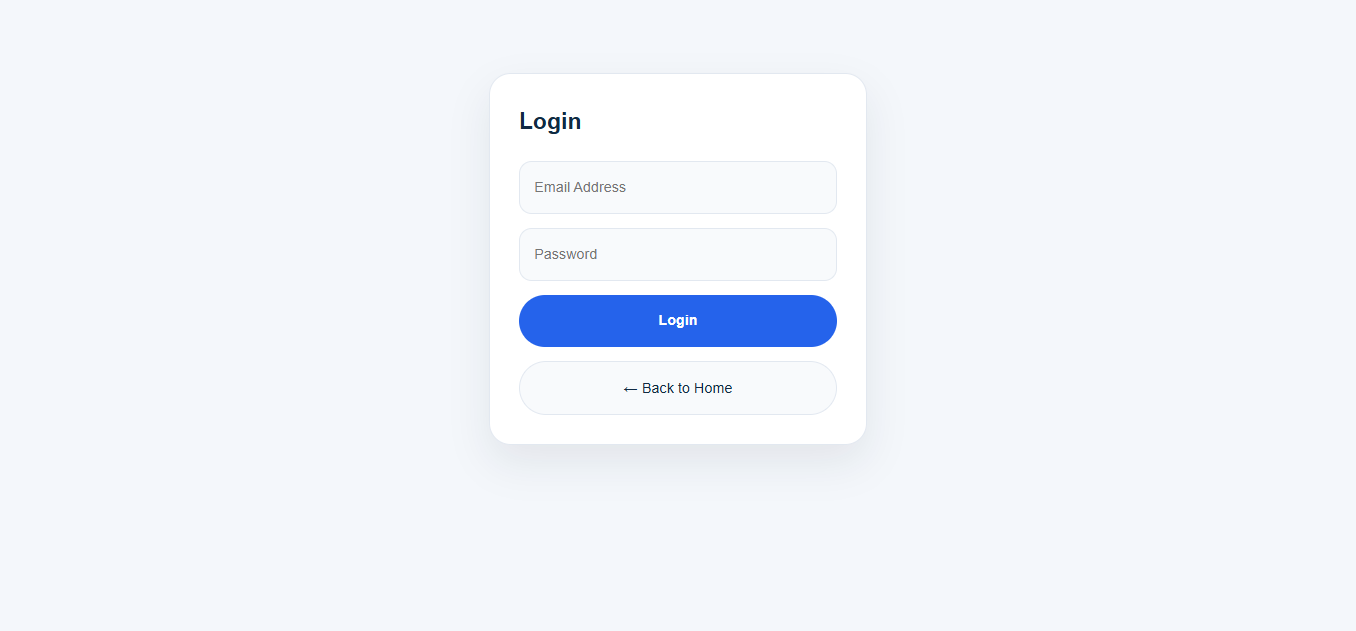 Login
Email Address
Password
Login
← Back to Home